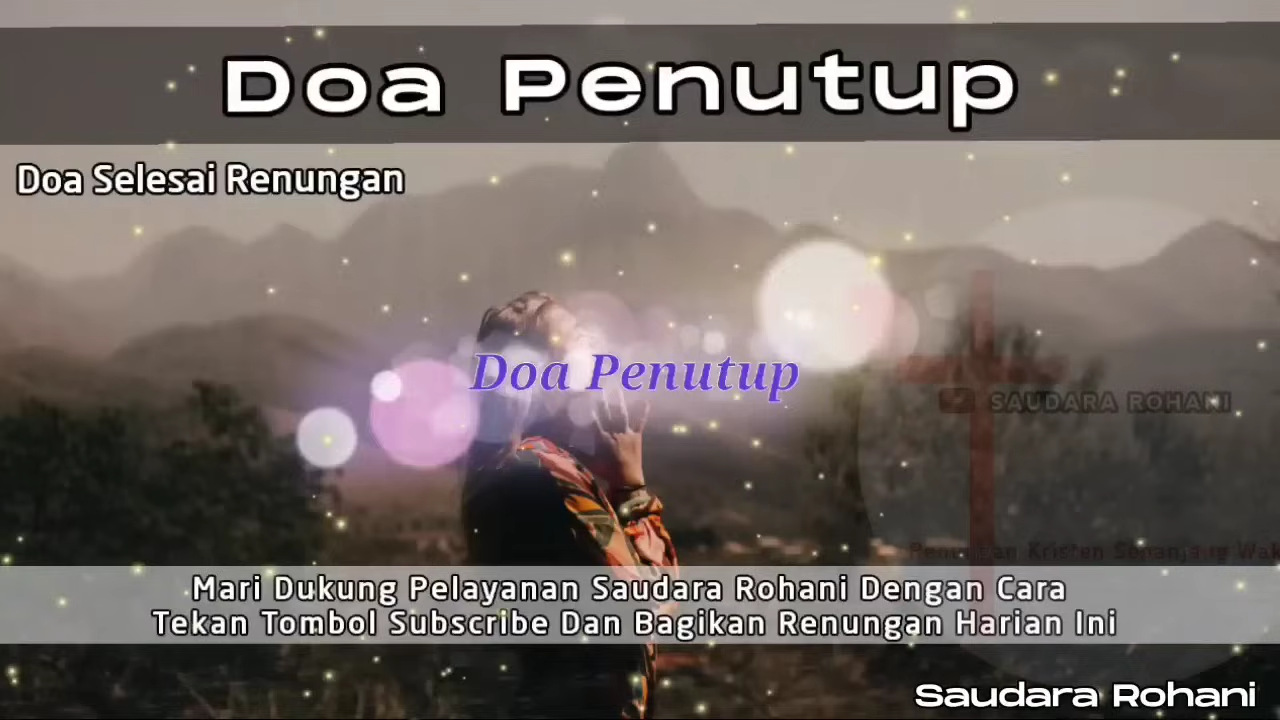 Doa Penutup
Doa Selesai Renungan
Doa Penutup
SAUDARA ROHANI
Kristen
Mari Dukung Pelayanan Saudara Rohani Dengan Cara
Tekan Tombol Subscribe Dan Bagikan Renungan Harian Ini
Saudara Rohani